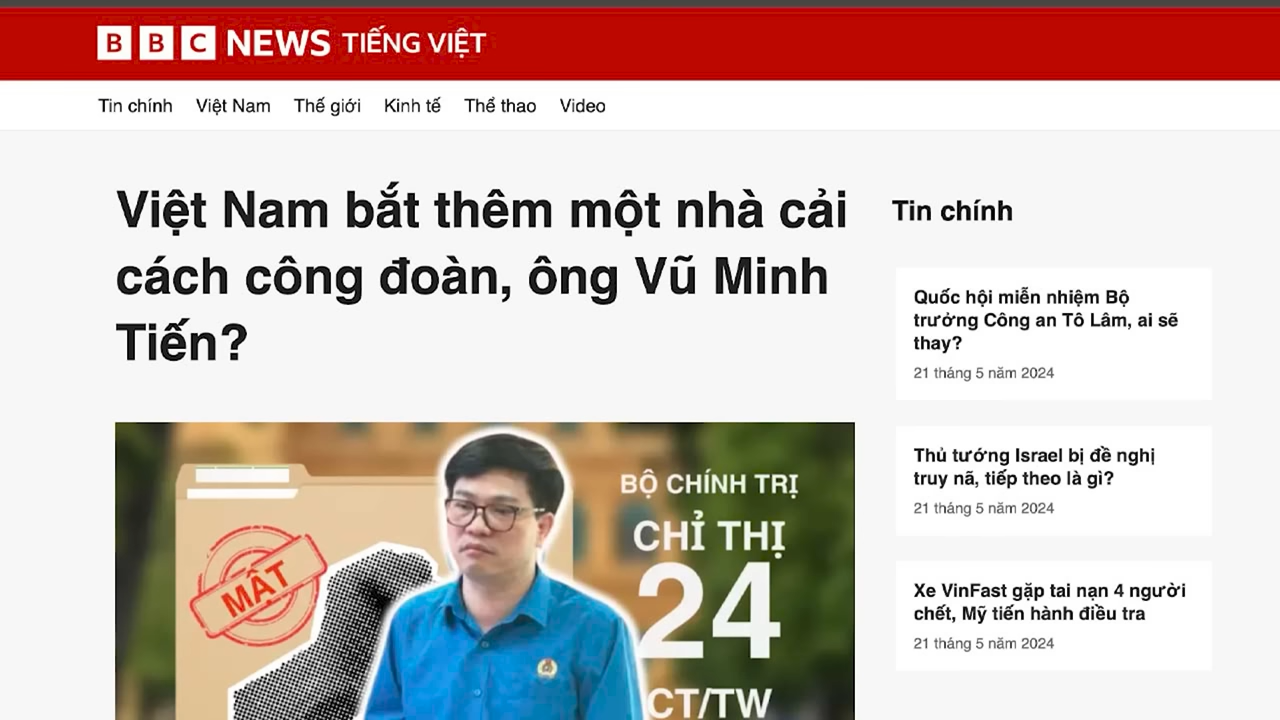 BBC NEWS TIẾNG VIỆT
Tin chính Việt Nam Thế giới Kinh tế Thể thao Video
Việt Nam bắt thêm một nhà cải
cách công đoàn, ông Vũ Minh
Tiến?
MẬT
BỘ CHÍNH TRỊ
CHỈ THỊ
24
CT/TW
Tin chính
Quốc hội miễn nhiệm Bộ
trưởng Công an Tô Lâm, ai sẽ
thay?
21 tháng 5 năm 2024
Thủ tướng Israel bị đề nghị
truy nã, tiếp theo là gì?
21 tháng 5 năm 2024
Xe VinFast gặp tai nạn 4 người
chết, Mỹ tiến hành điều tra
21 tháng 5 năm 2024